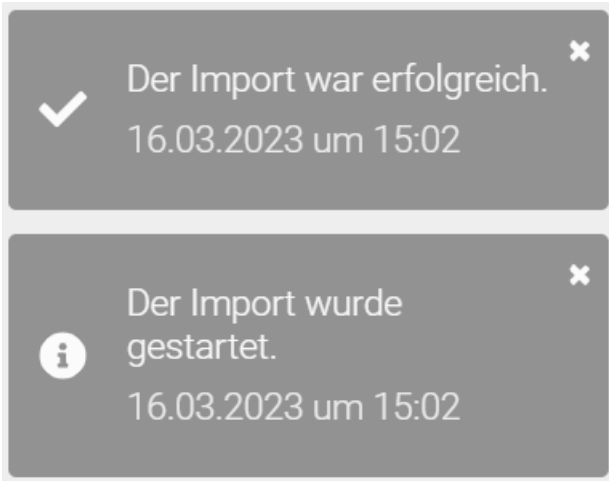 Der Import war erfolgreich.
16.03.2023 um 15:02
Der Import wurde
gestartet.
16.03.2023 um 15:02